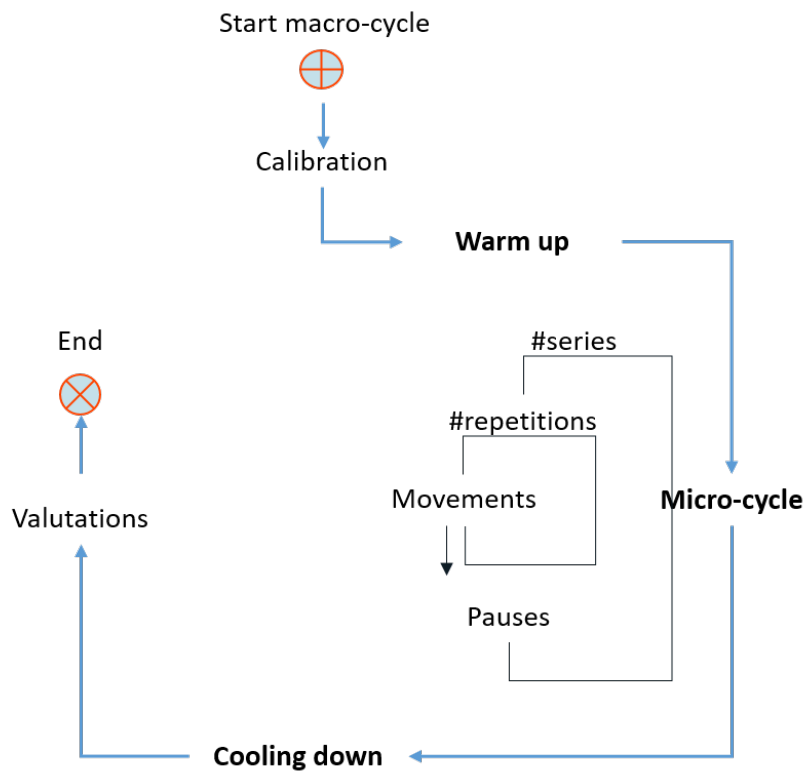 Start macro-cycle
Calibration
Warm up
End
#series
#repetitions
Movements
Micro-cycle
Valutations
Pauses
Cooling down